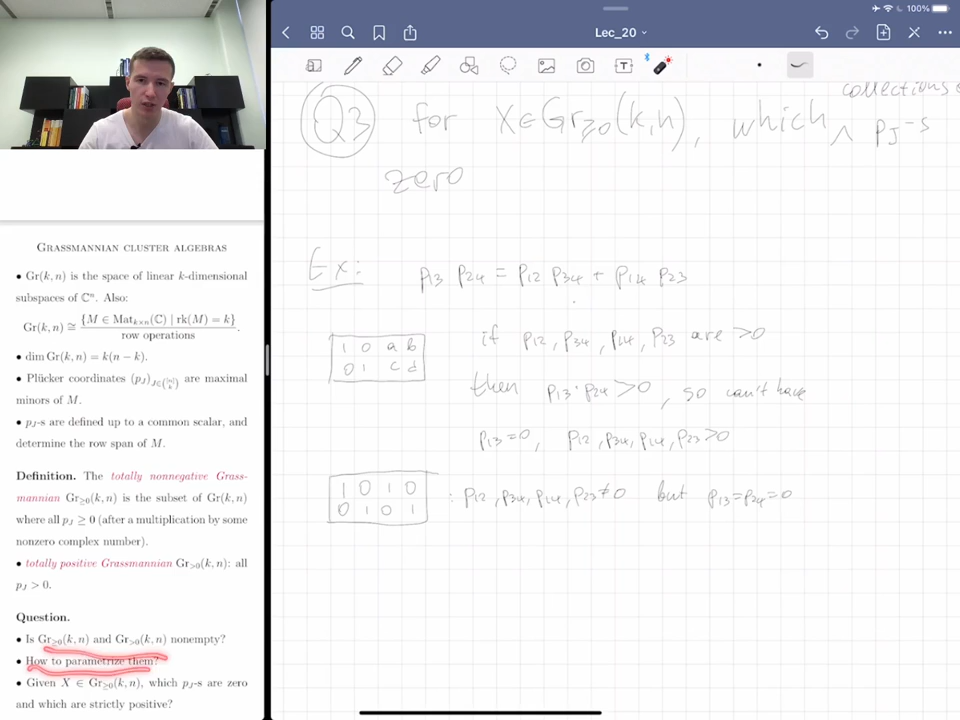 100%
Lec_20
collections
Q3 for X∈Gr≥0(k,n), which ∧ pJ-s
zero
Ex: p13 p24 = p12 p34 + p14 p23
1 0 a b
0 1 c d
if p12, p34, p14, p23 are >0
then p13·p24 >0, so can't have
p13=0, p12, p34, p14, p23 >0
1 0 1 0
0 1 0 1
: p12, p34, p14, p23 ≠0 but p13=p24=0
GRASSMANNIAN CLUSTER ALGEBRAS
• Gr(k, n) is the space of linear k-dimensional
subspaces of ℂⁿ. Also:
Gr(k, n) ≅ {M ∈ Matk×n(ℂ) | rk(M) = k} / row operations.
• dim Gr(k, n) = k(n − k).
• Plücker coordinates (pJ)J∈([n] k) are maximal
minors of M.
• pJ-s are defined up to a common scalar, and
determine the row span of M.
Definition. The totally nonnegative Grass-
mannian Gr≥0(k, n) is the subset of Gr(k, n)
where all pJ ≥ 0 (after a multiplication by some
nonzero complex number).
• totally positive Grassmannian Gr>0(k, n): all
pJ > 0.
Question.
• Is Gr≥0(k, n) and Gr>0(k, n) nonempty?
• How to parametrize them?
• Given X ∈ Gr≥0(k, n), which pJ-s are zero
and which are strictly positive?